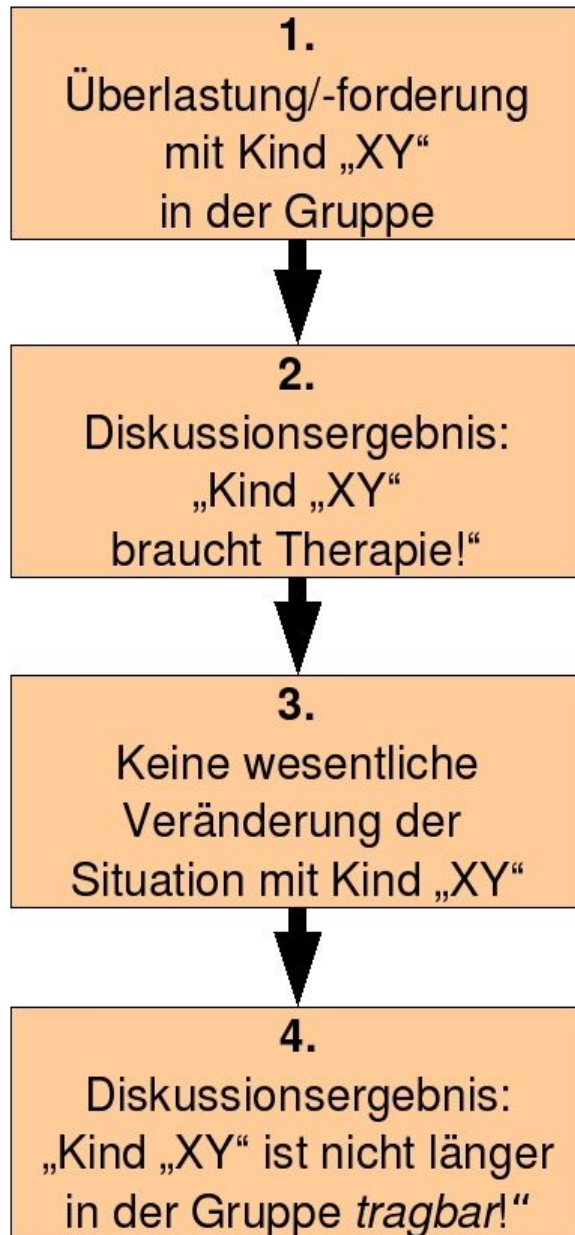 1.
Überlastung/-forderung
mit Kind „XY“
in der Gruppe
2.
Diskussionsergebnis:
„Kind „XY“
braucht Therapie!“
3.
Keine wesentliche
Veränderung der
Situation mit Kind „XY“
4.
Diskussionsergebnis:
„Kind „XY“ ist nicht länger
in der Gruppe tragbar!“